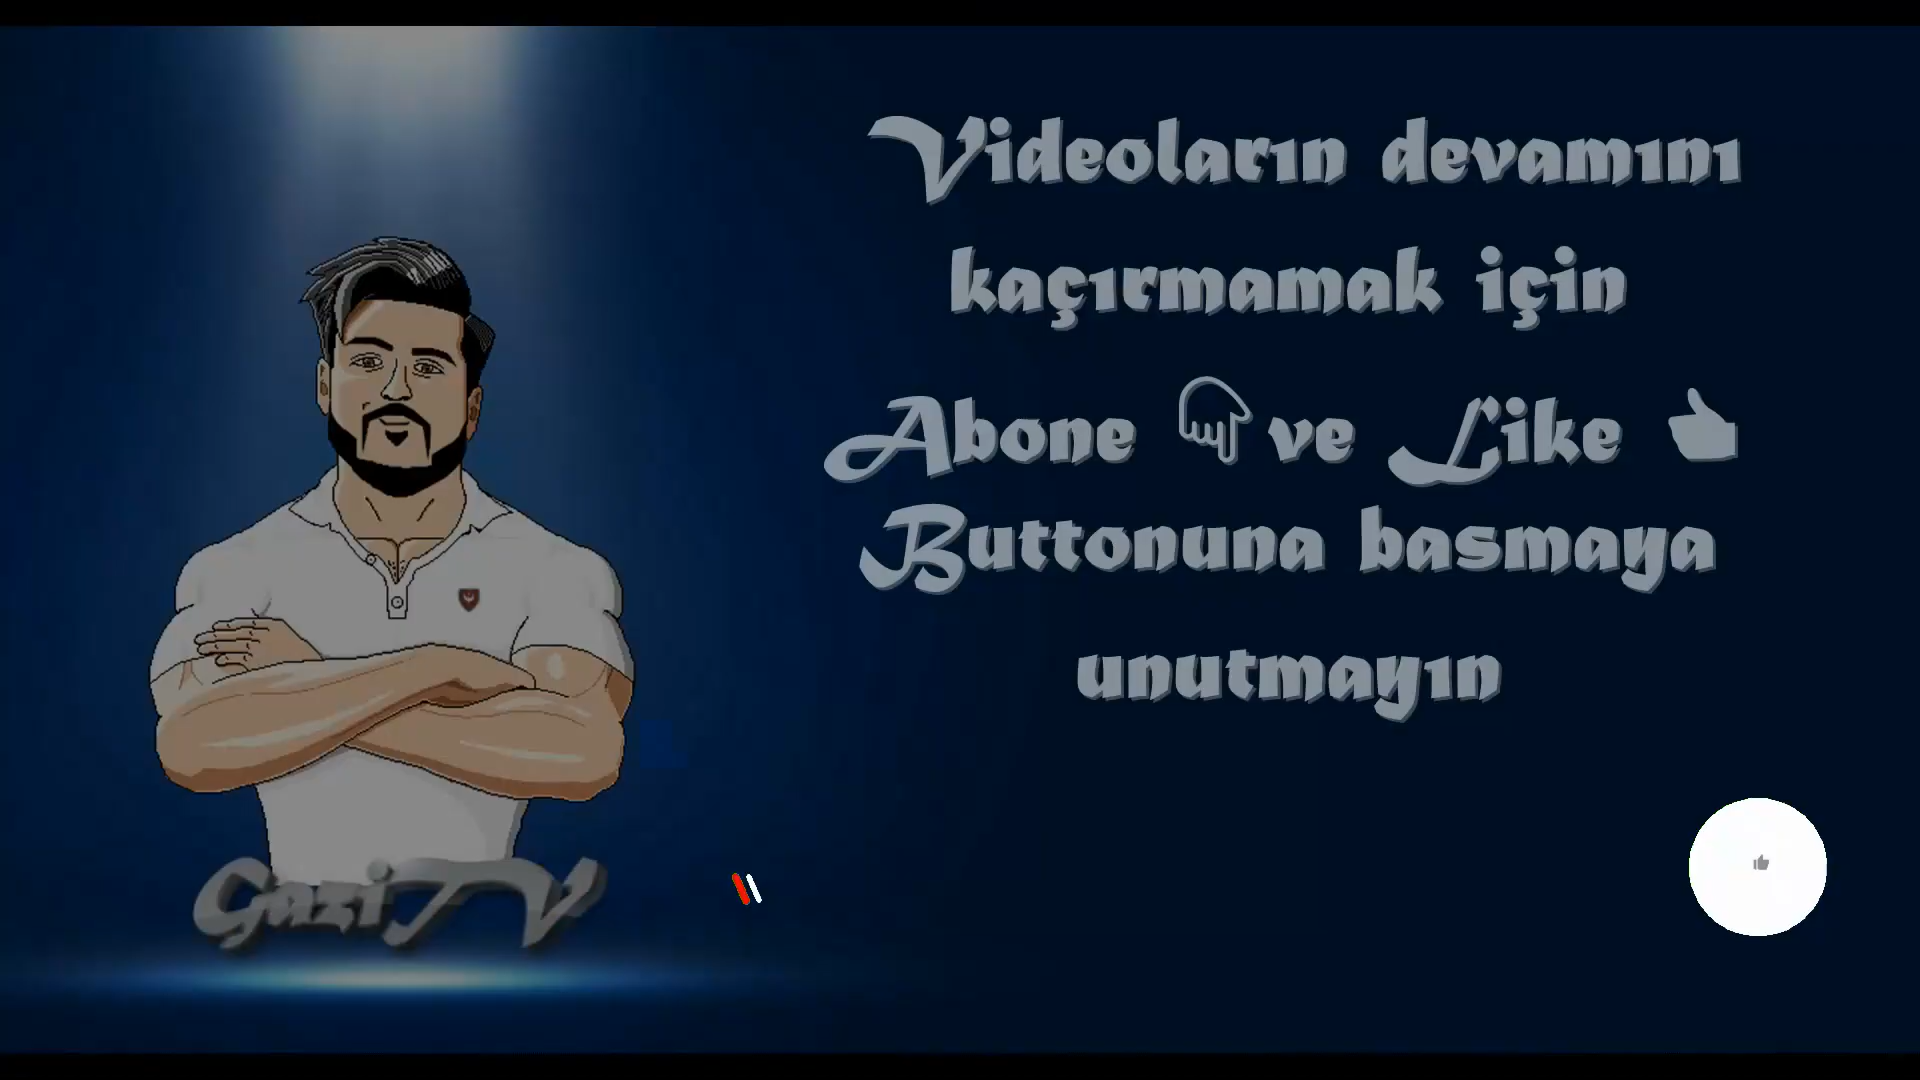 Videoların devamını
kaçırmamak için
Abone 👇 ve Like 👍
Buttonuna basmaya
unutmayın
Gazi TV